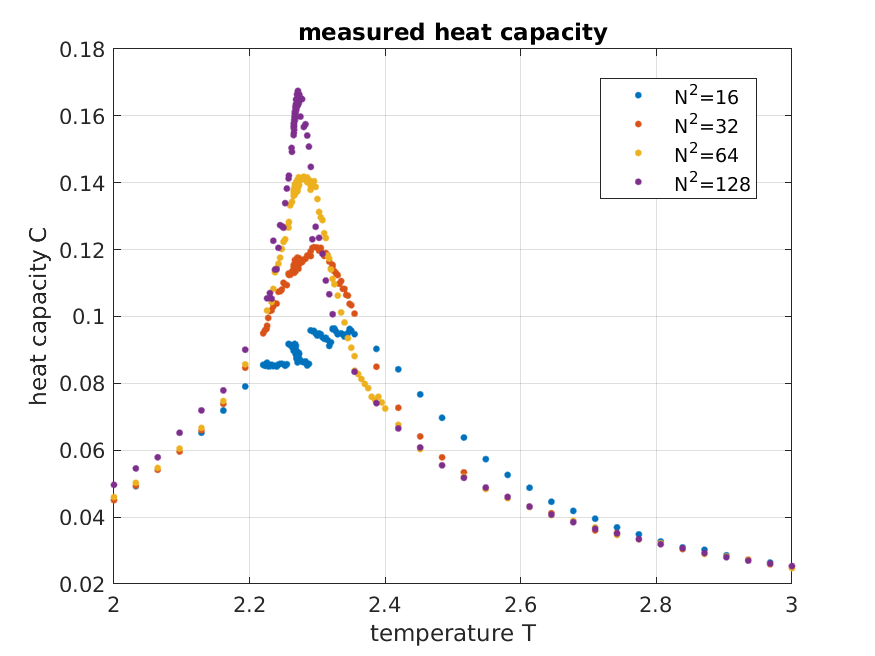 measured heat capacity
0.18
0.16
0.14
0.12
0.1
0.08
0.06
0.04
0.02
heat capacity C
N²=16
N²=32
N²=64
N²=128
2
2.2
2.4
2.6
2.8
3
temperature T